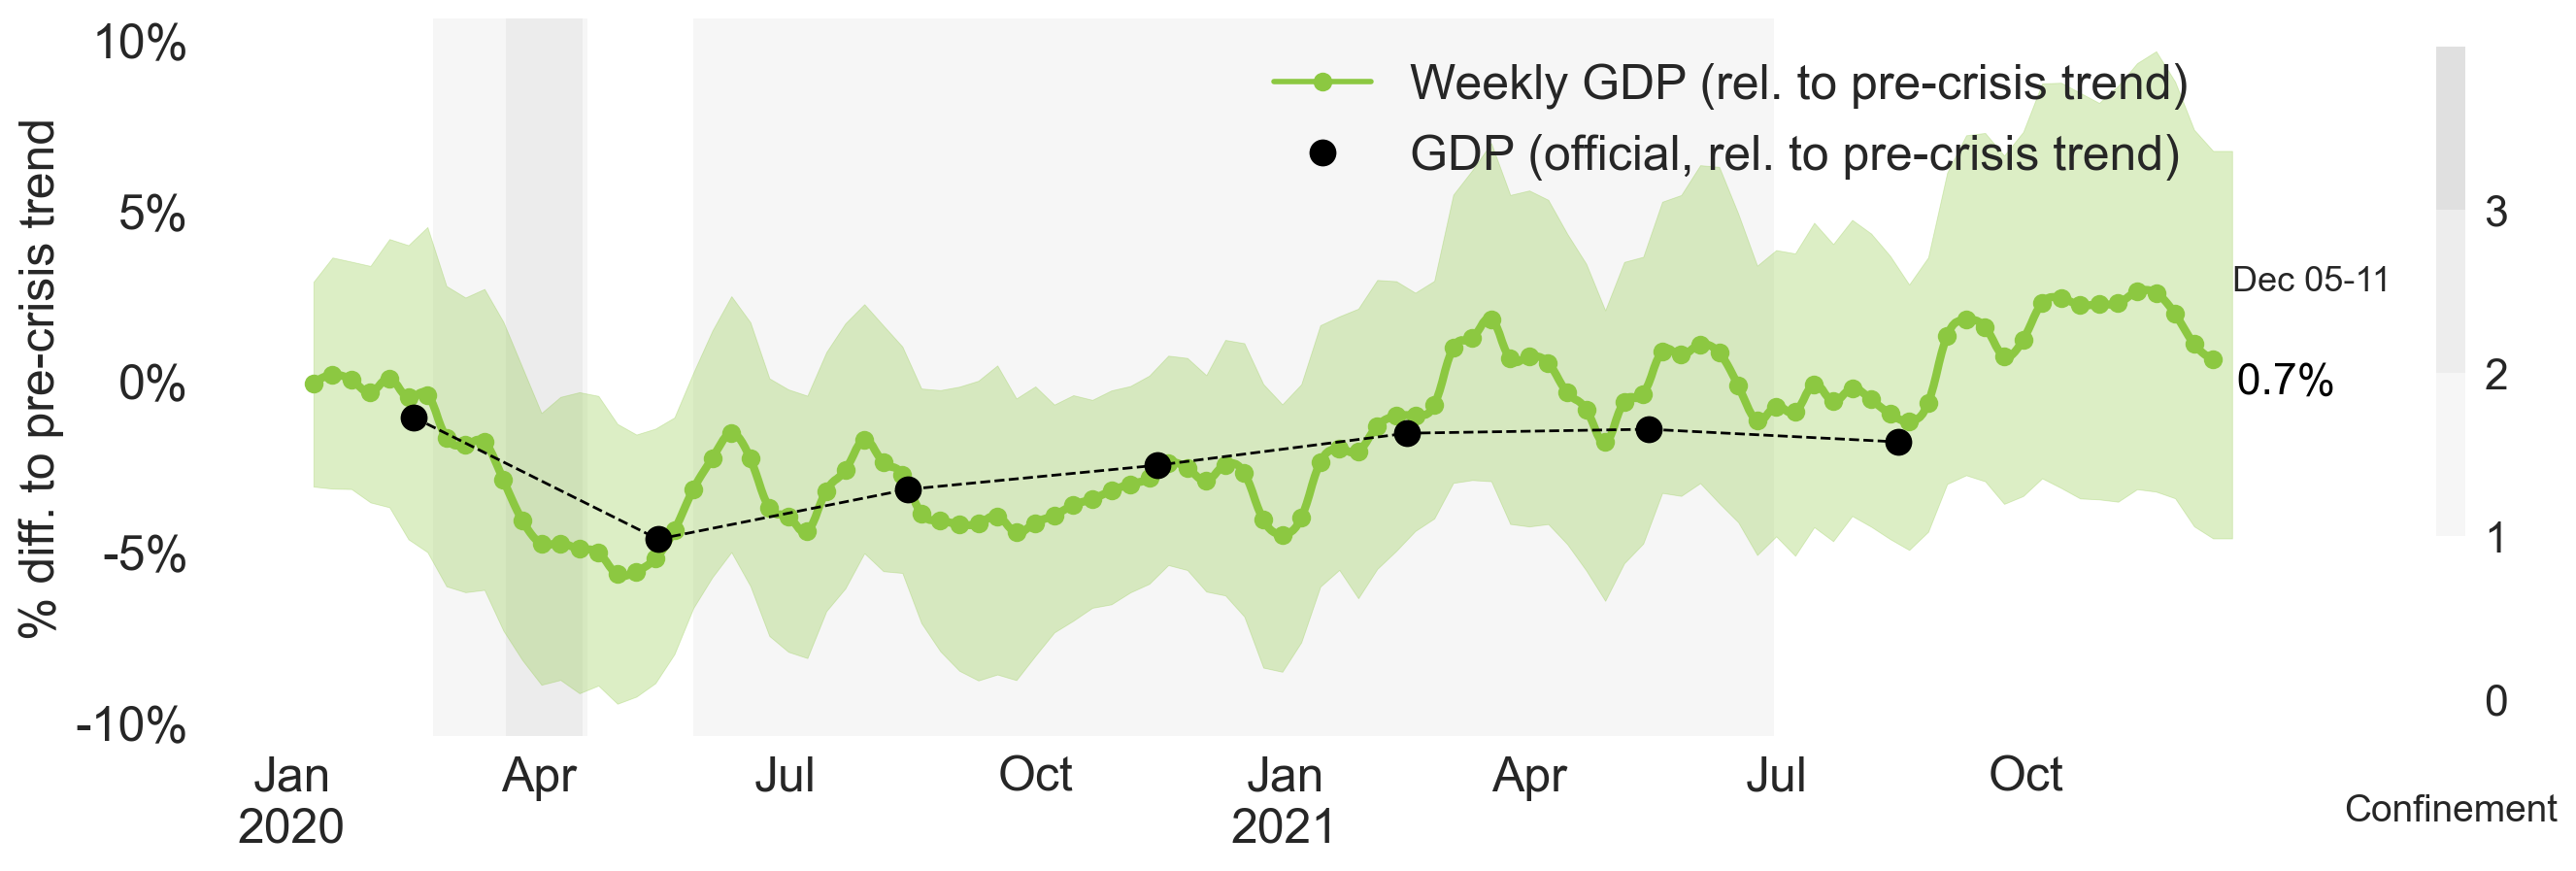 10%
5%
0%
-5%
-10%
% diff. to pre-crisis trend
Weekly GDP (rel. to pre-crisis trend)
GDP (official, rel. to pre-crisis trend)
Dec 05-11
0.7%
3
2
1
0
Confinement
Jan Apr Jul Oct Jan Apr Jul Oct
2020 2021